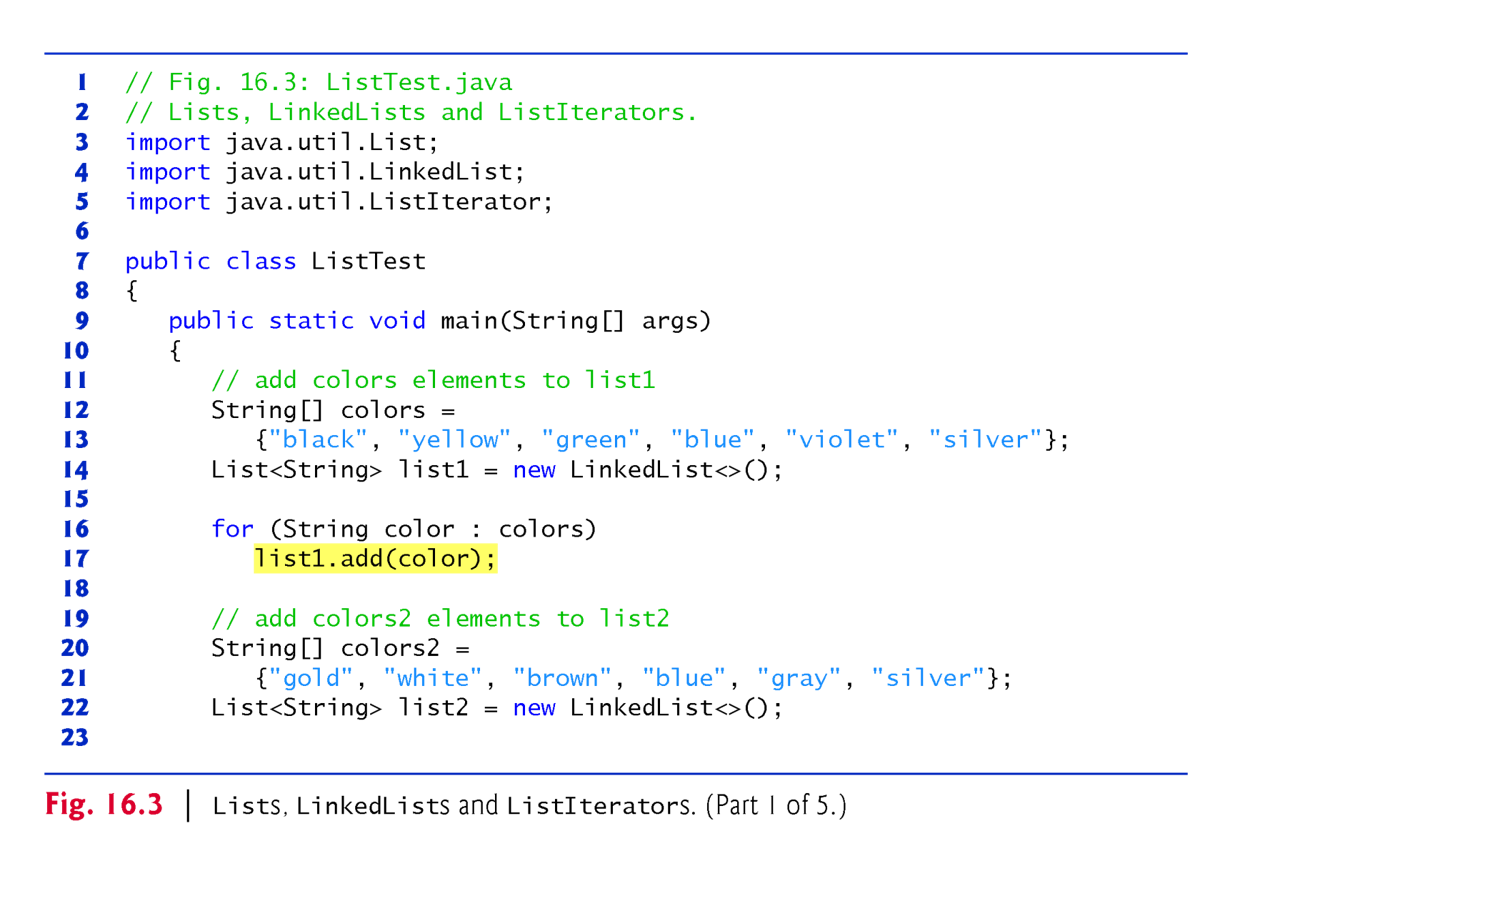 1 // Fig. 16.3: ListTest.java
2 // Lists, LinkedLists and ListIterators.
3 import java.util.List;
4 import java.util.LinkedList;
5 import java.util.ListIterator;
6
7 public class ListTest
8 {
9    public static void main(String[] args)
10    {
11       // add colors elements to list1
12       String[] colors =
13          {"black", "yellow", "green", "blue", "violet", "silver"};
14       List<String> list1 = new LinkedList<>();
15
16       for (String color : colors)
17          list1.add(color);
18
19       // add colors2 elements to list2
20       String[] colors2 =
21          {"gold", "white", "brown", "blue", "gray", "silver"};
22       List<String> list2 = new LinkedList<>();
23
Fig. 16.3 | Lists, LinkedLists and ListIterators. (Part 1 of 5.)